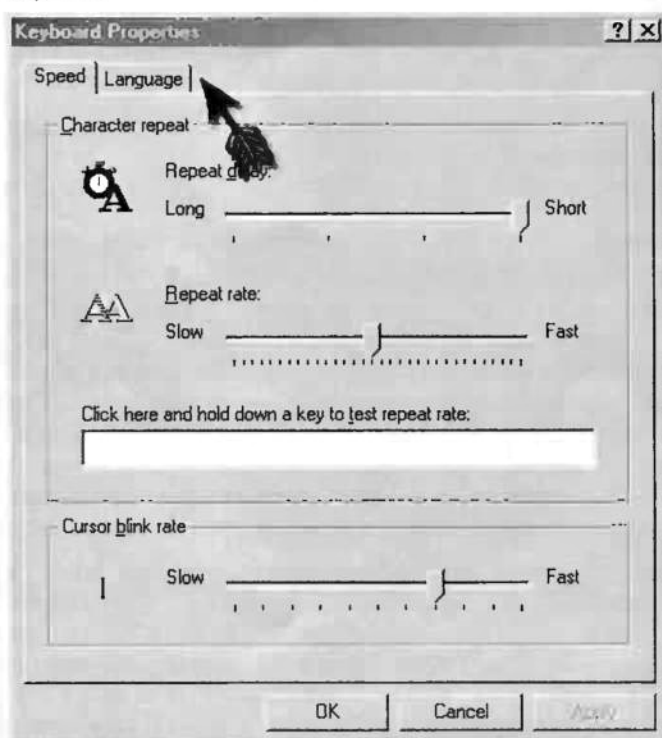 Keyboard Properties
Speed Language
Character repeat
Repeat delay:
Long Short
Repeat rate:
Slow Fast
Click here and hold down a key to test repeat rate:
Cursor blink rate
Slow Fast
OK Cancel Apply